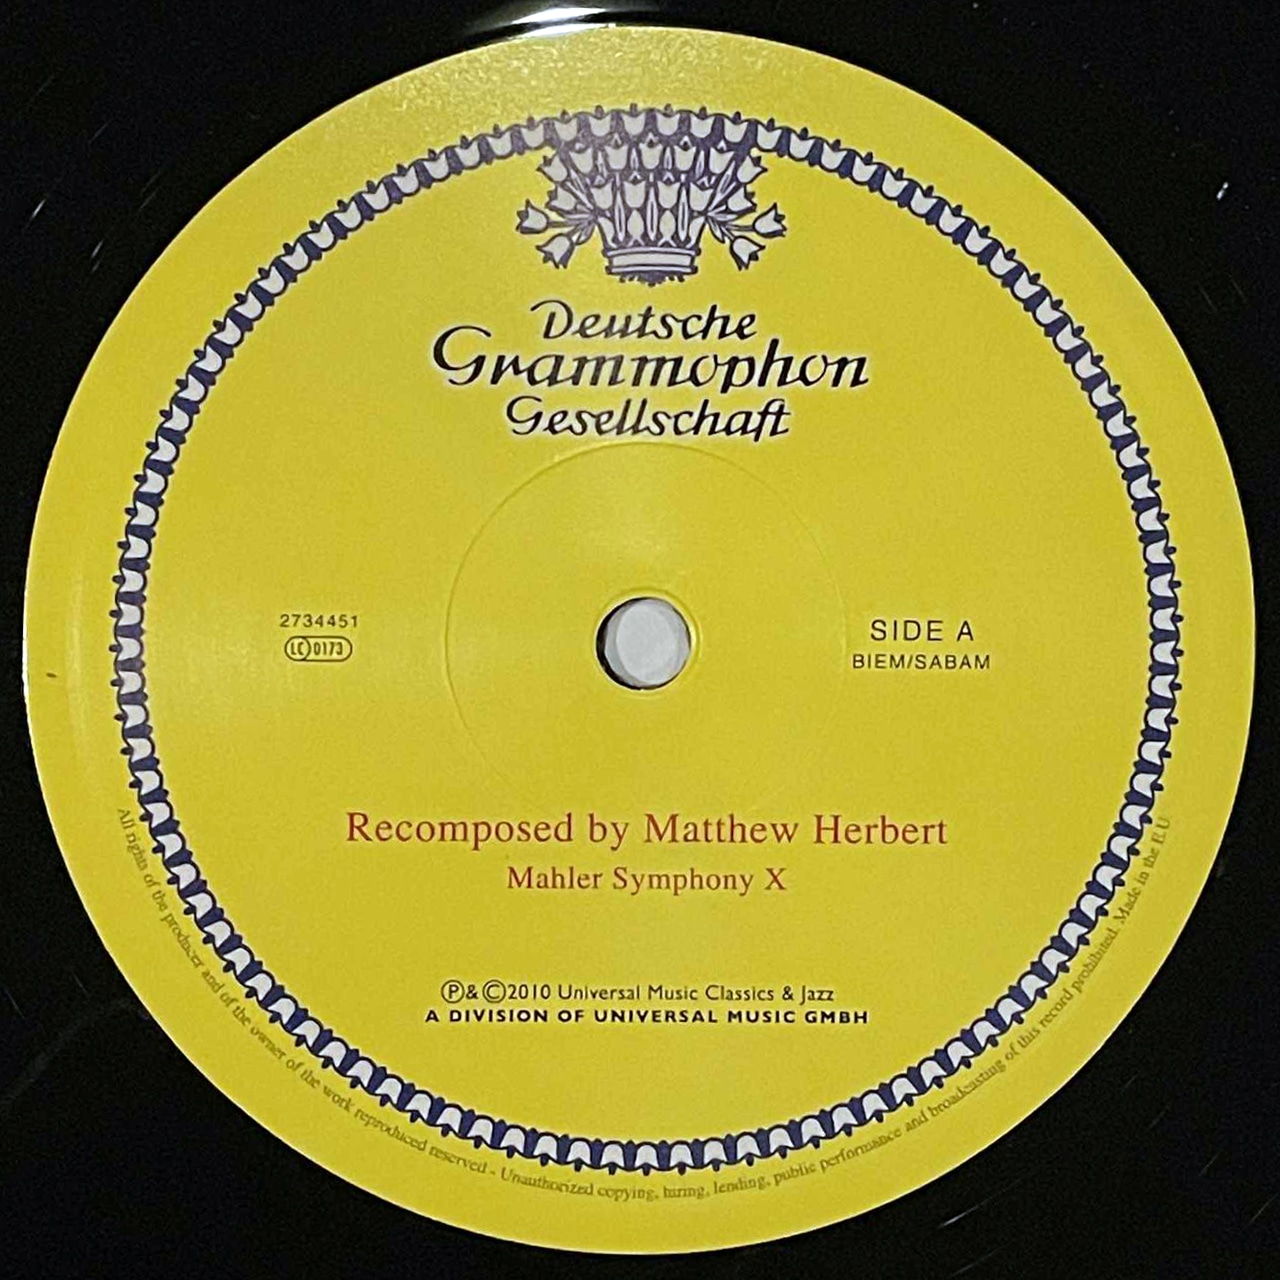 Deutsche
Grammophon
Gesellschaft
2734451
LC 0173
SIDE A
BIEM/SABAM
Recomposed by Matthew Herbert
Mahler Symphony X
Ⓟ&©2010 Universal Music Classics & Jazz
A DIVISION OF UNIVERSAL MUSIC GMBH
All rights of the producer and of the owner of the work reproduced reserved - Unauthorized copying, hiring, lending, public performance and broadcasting of this record prohibited. Made in the E.U